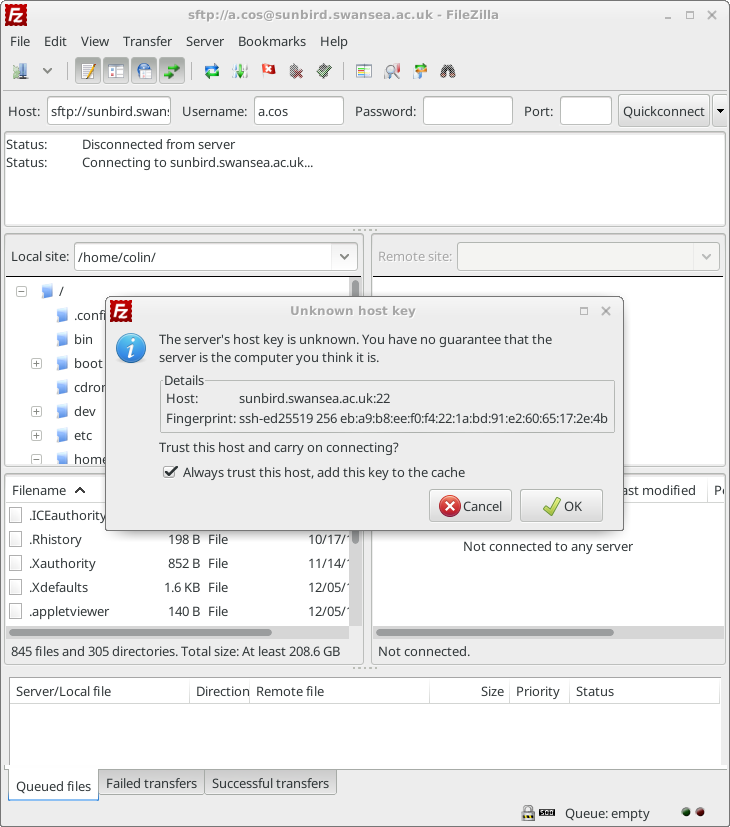 sftp://a.cos@sunbird.swansea.ac.uk - FileZilla
File Edit View Transfer Server Bookmarks Help
Host: sftp://sunbird.swans Username: a.cos Password: Port: Quickconnect
Status: Disconnected from server
Status: Connecting to sunbird.swansea.ac.uk...
Local site: /home/colin/ Remote site:
/
.confi
bin
boot
cdron
dev
etc
home
Unknown host key
The server's host key is unknown. You have no guarantee that the
server is the computer you think it is.
Details
Host: sunbird.swansea.ac.uk:22
Fingerprint: ssh-ed25519 256 eb:a9:b8:ee:f0:f4:22:1a:bd:91:e2:60:65:17:2e:4b
Trust this host and carry on connecting?
Always trust this host, add this key to the cache
Cancel OK
Filename ast modified Pe
.ICEauthority
.Rhistory 198 B File 10/17/1
.Xauthority 852 B File 11/14/1
.Xdefaults 1.6 KB File 12/05/1
.appletviewer 140 B File 12/05/1
Not connected to any server
845 files and 305 directories. Total size: At least 208.6 GB
Not connected.
Server/Local file Direction Remote file Size Priority Status
Queued files Failed transfers Successful transfers
Queue: empty